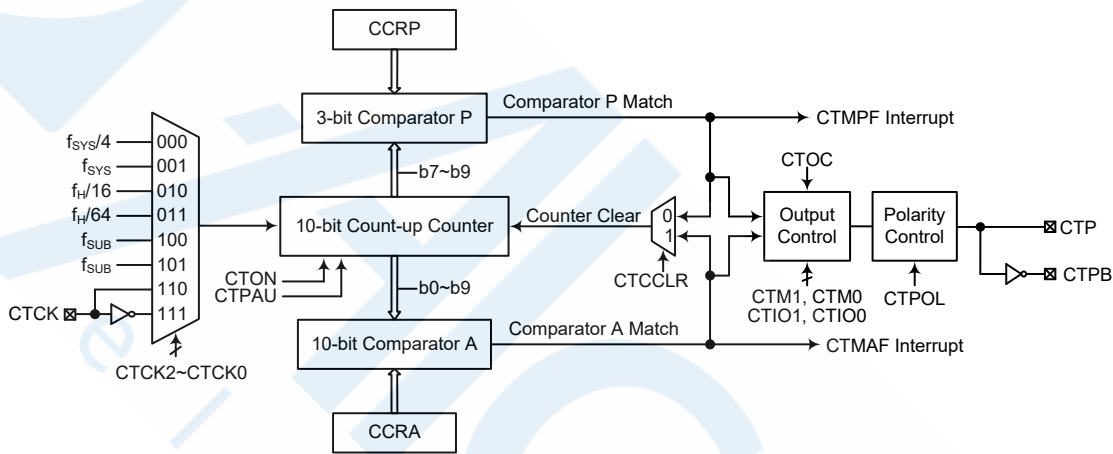 CCRP
3-bit Comparator P
Comparator P Match
CTMPF Interrupt
b7~b9
fSYS/4
fSYS
fH/16
fH/64
fSUB
fSUB
000
001
010
011
100
101
110
111
CTCK
CTCK2~CTCK0
10-bit Count-up Counter
CTON
CTPAU
b0~b9
Counter Clear
0
1
CTCCLR
CTOC
Output
Control
CTM1, CTM0
CTIO1, CTIO0
Polarity
Control
CTPOL
CTP
CTPB
10-bit Comparator A
Comparator A Match
CTMAF Interrupt
CCRA